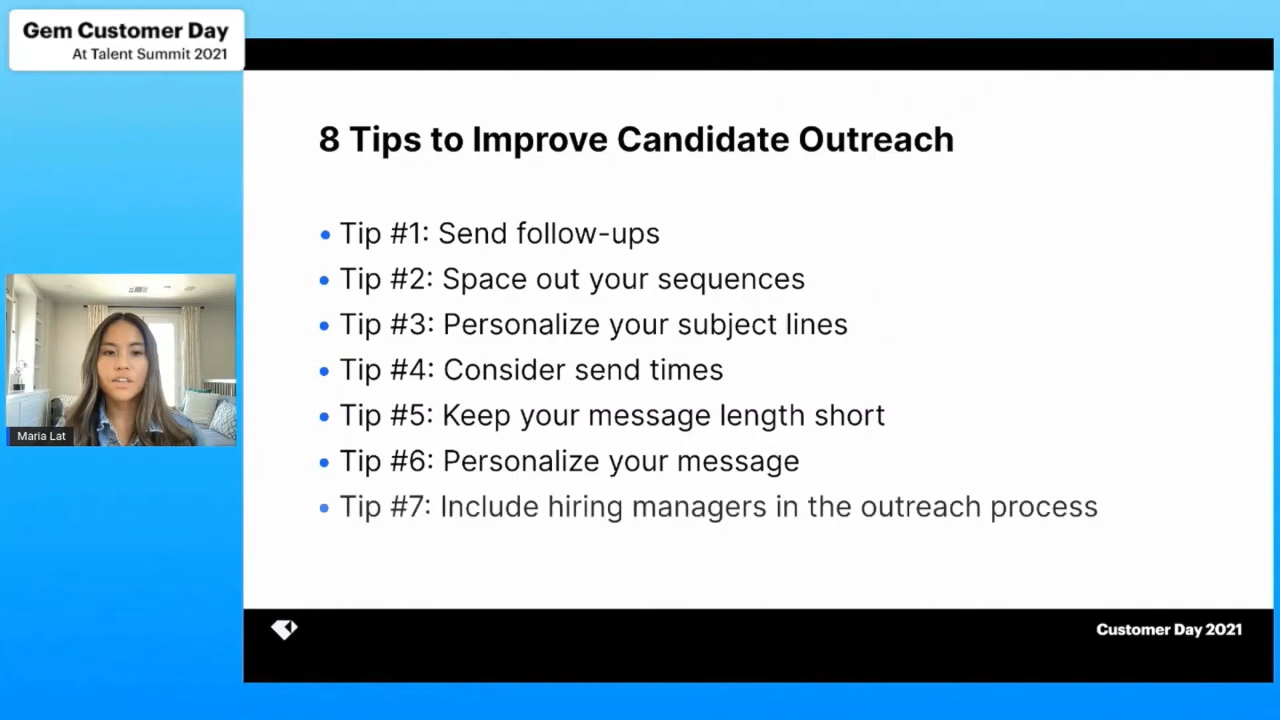 Gem Customer Day
At Talent Summit 2021
8 Tips to Improve Candidate Outreach
• Tip #1: Send follow-ups
• Tip #2: Space out your sequences
• Tip #3: Personalize your subject lines
• Tip #4: Consider send times
• Tip #5: Keep your message length short
• Tip #6: Personalize your message
• Tip #7: Include hiring managers in the outreach process
Maria Lat
Customer Day 2021